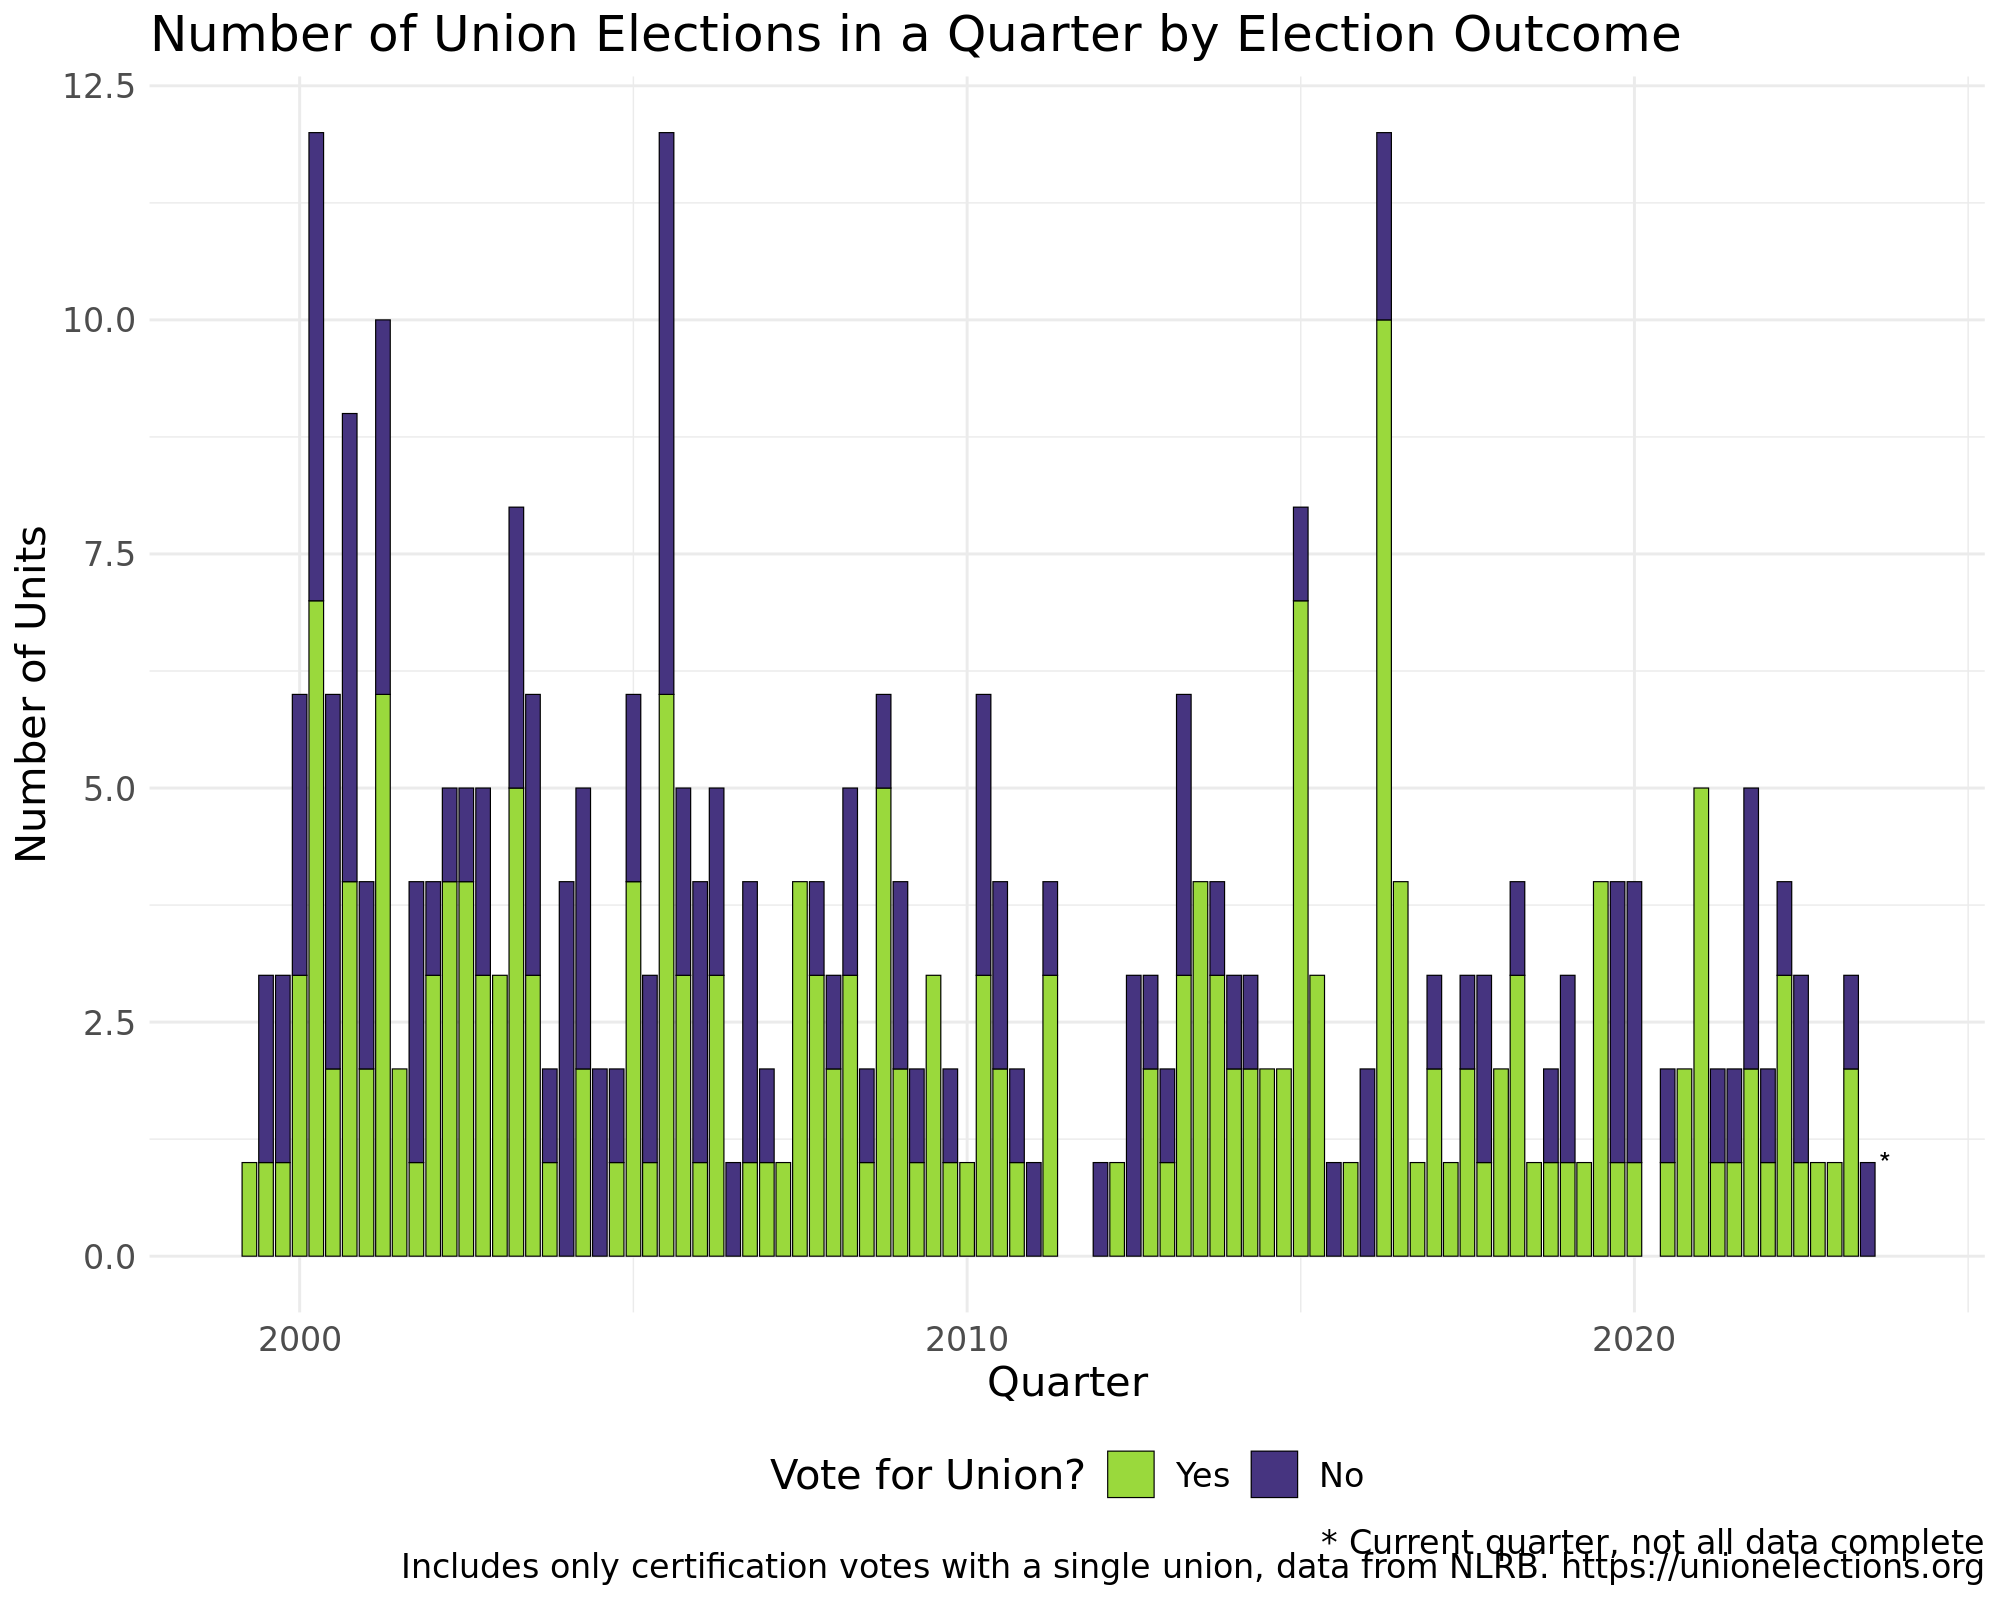 Number of Union Elections in a Quarter by Election Outcome
12.5
10.0
7.5
5.0
2.5
0.0
Number of Units
*
2000 2010 2020
Quarter
Vote for Union? Yes No
* Current quarter, not all data complete
Includes only certification votes with a single union, data from NLRB. https://unionelections.org